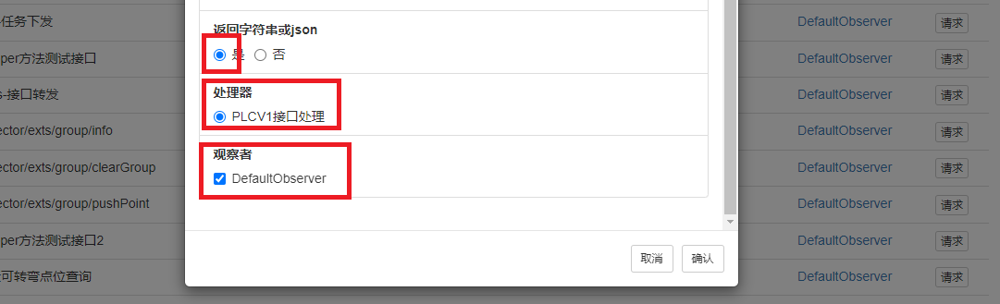 任务下发
DefaultObserver
请求
返回字符串或json
是 否
per方法测试接口
DefaultObserver
请求
处理器
s-接口转发
DefaultObserver
请求
PLCV1接口处理
ector/exts/group/info
DefaultObserver
请求
观察者
ector/exts/group/clearGroup
DefaultObserver
请求
DefaultObserver
ector/exts/group/pushPoint
DefaultObserver
请求
per方法测试接口2
DefaultObserver
请求
取消 确认
可转弯点位查询
DefaultObserver
请求